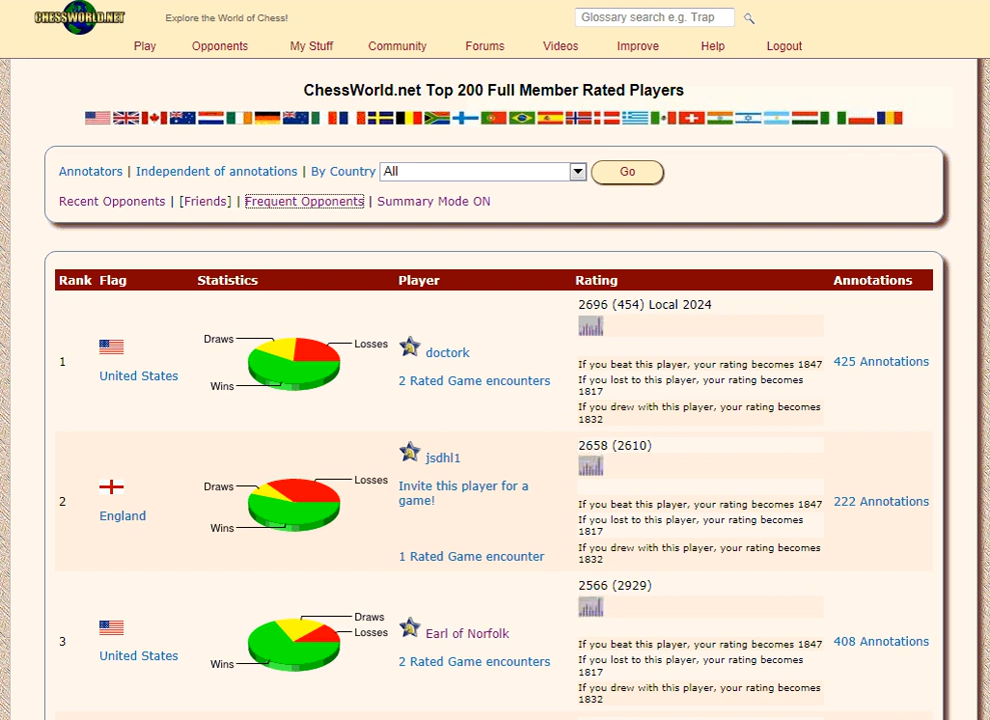 CHESSWORLD.NET
Explore the World of Chess!
Glossary search e.g. Trap
Play Opponents My Stuff Community Forums Videos Improve Help Logout
ChessWorld.net Top 200 Full Member Rated Players
Annotators | Independent of annotations | By Country All Go
Recent Opponents | [Friends] | Frequent Opponents | Summary Mode ON
Rank Flag Statistics Player Rating Annotations
1
United States
Draws
Losses
Wins
doctork
2 Rated Game encounters
2696 (454) Local 2024
If you beat this player, your rating becomes 1847
If you lost to this player, your rating becomes
1817
If you drew with this player, your rating becomes
1832
425 Annotations
2
England
Draws
Losses
Wins
jsdhl1
Invite this player for a
game!
1 Rated Game encounter
2658 (2610)
If you beat this player, your rating becomes 1847
If you lost to this player, your rating becomes
1817
If you drew with this player, your rating becomes
1832
222 Annotations
3
United States
Draws
Losses
Wins
Earl of Norfolk
2 Rated Game encounters
2566 (2929)
If you beat this player, your rating becomes 1847
If you lost to this player, your rating becomes
1817
If you drew with this player, your rating becomes
1832
408 Annotations